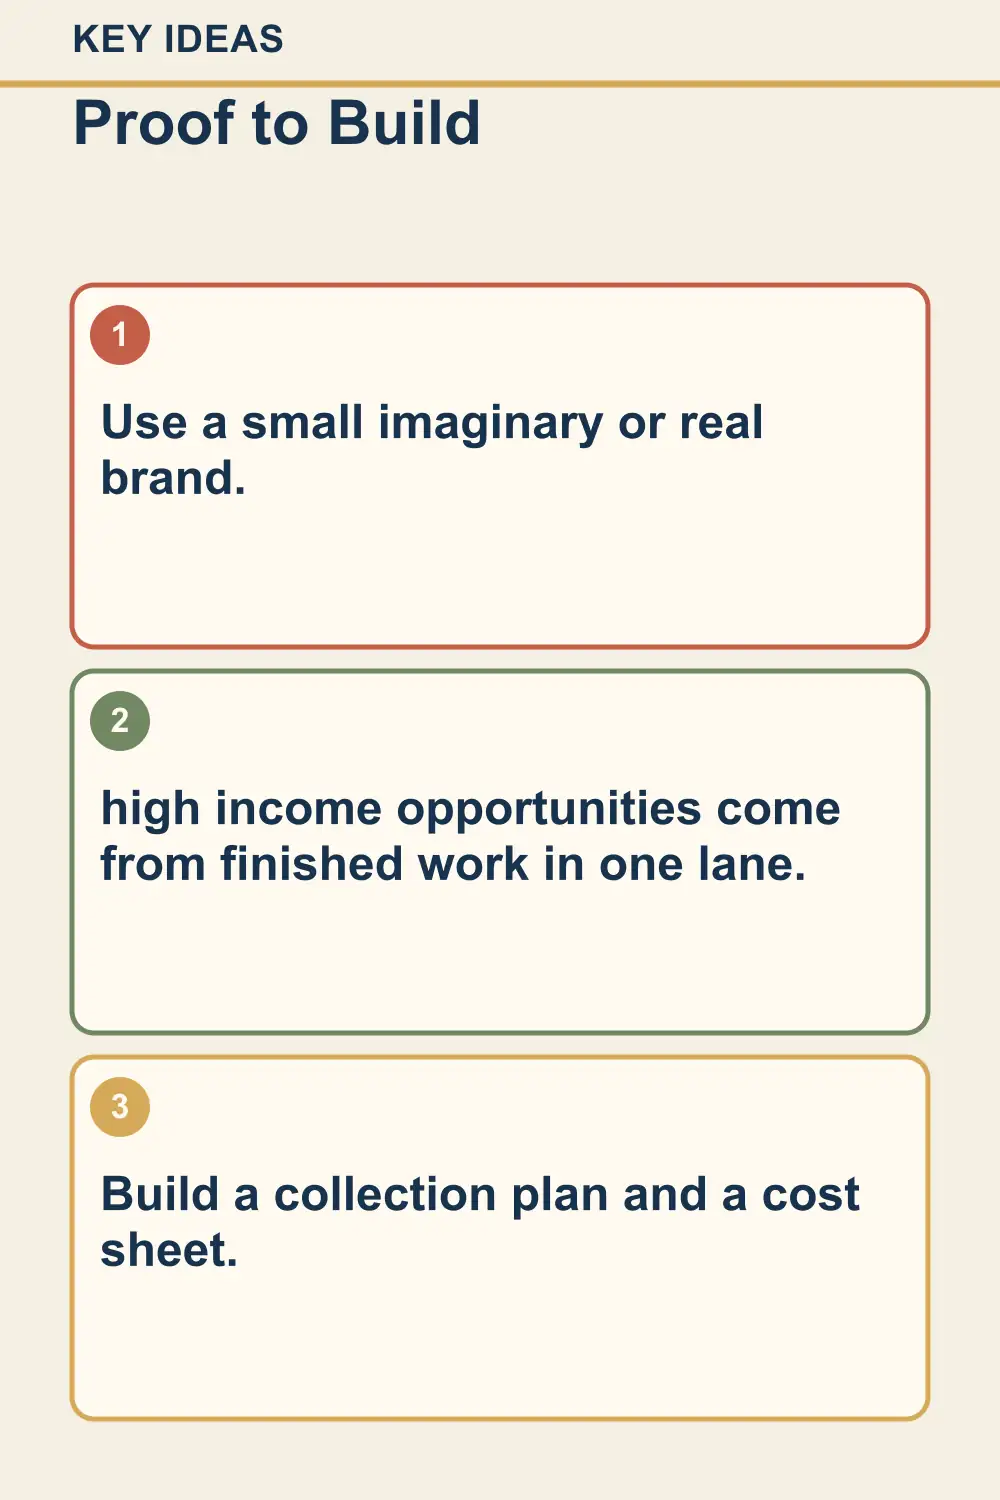 KEY IDEAS
Proof to Build
1
Use a small imaginary or real
brand.
2
high income opportunities come
from finished work in one lane.
3
Build a collection plan and a cost
sheet.